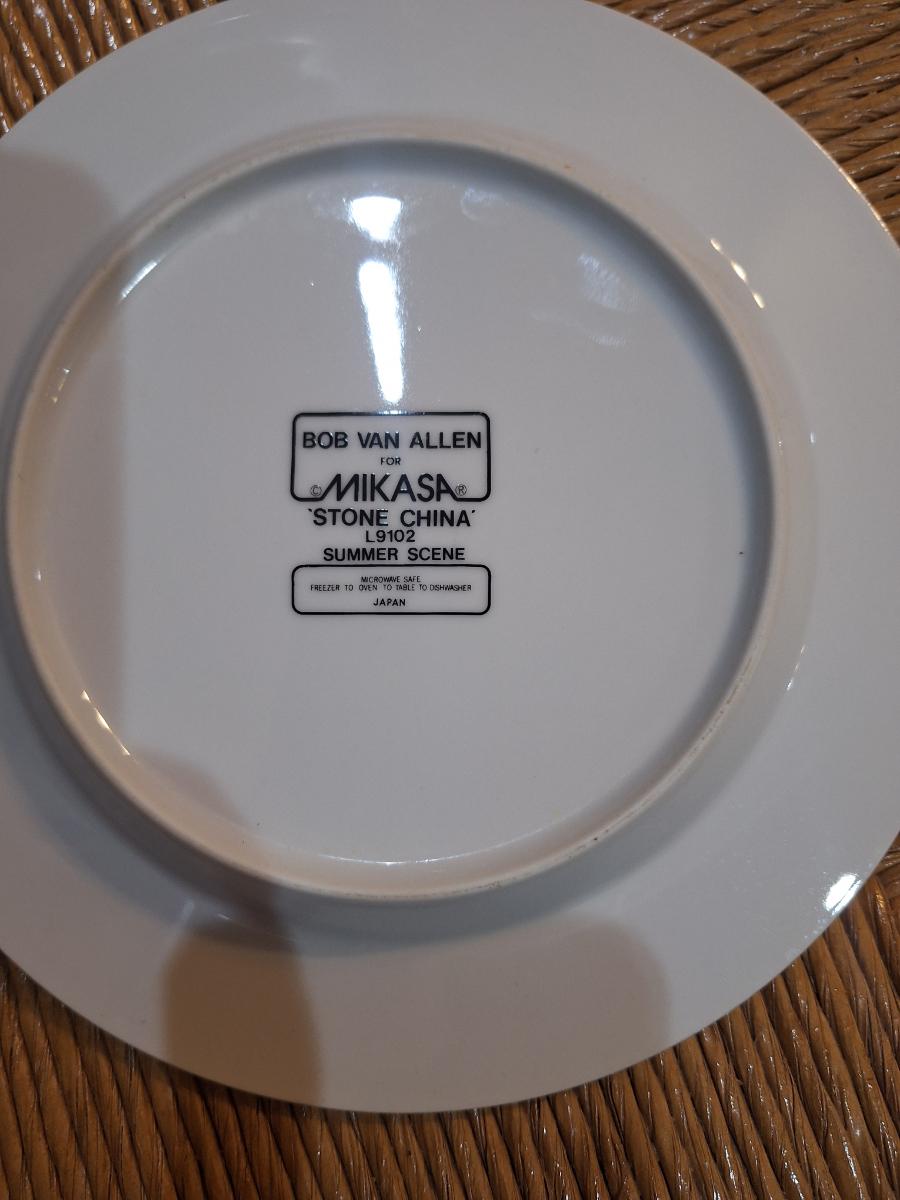 BOB VAN ALLEN
FOR
© MIKASA ®
'STONE CHINA'
L9102
SUMMER SCENE
MICROWAVE SAFE
FREEZER TO OVEN TO TABLE TO DISHWASHER
JAPAN